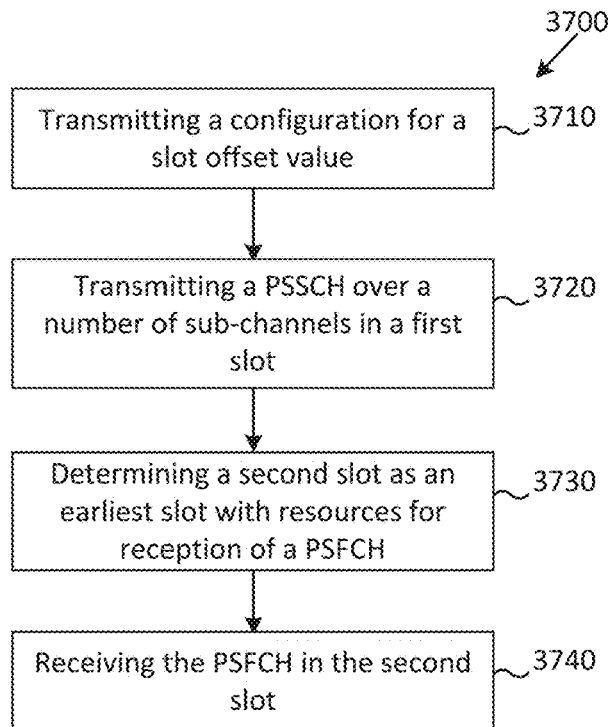 3700
Transmitting a configuration for a
slot offset value
3710
Transmitting a PSSCH over a
number of sub-channels in a first
slot
3720
Determining a second slot as an
earliest slot with resources for
reception of a PSFCH
3730
Receiving the PSFCH in the second
slot
3740